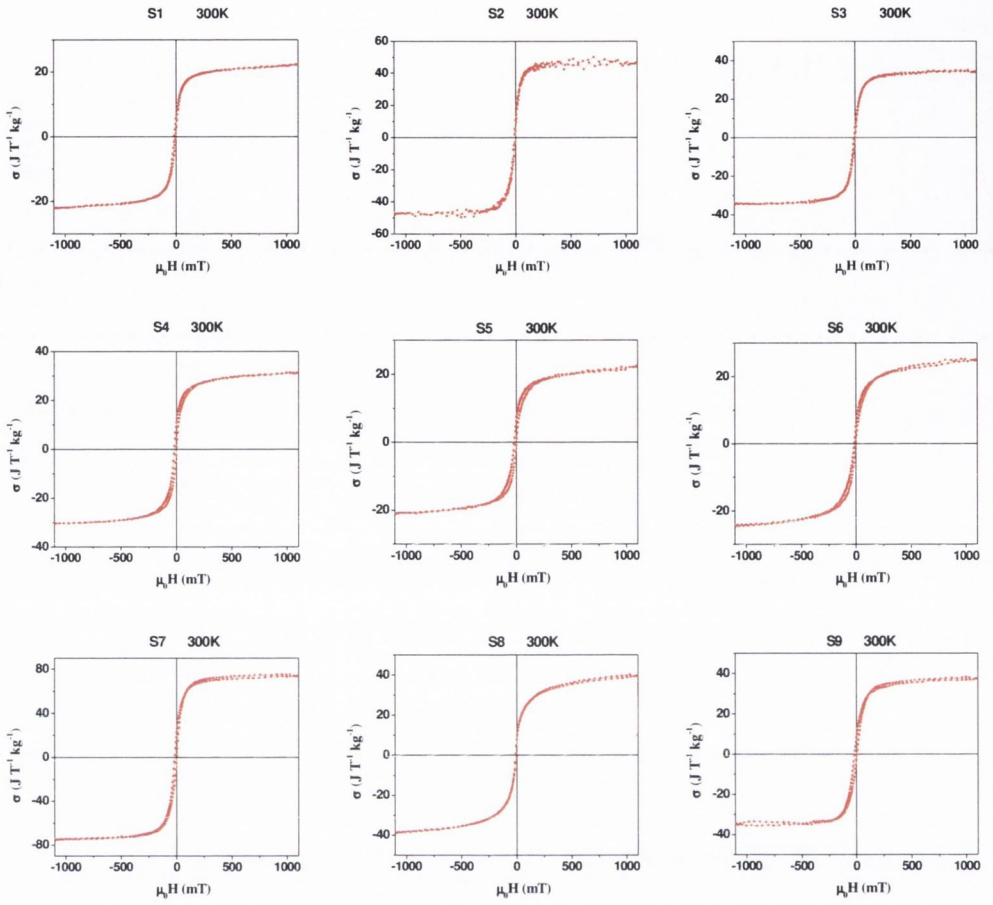 S1 300K
S2 300K
S3 300K
20
0
-20
60
40
20
0
-20
-40
-60
40
20
0
-20
-40
σ (J T⁻¹ kg⁻¹)
σ (J T⁻¹ kg⁻¹)
σ (J T⁻¹ kg⁻¹)
-1000 -500 0 500 1000
-1000 -500 0 500 1000
-1000 -500 0 500 1000
μ₀H (mT)
μ₀H (mT)
μ₀H (mT)
S4 300K
S5 300K
S6 300K
40
20
0
-20
-40
20
0
-20
20
0
-20
σ (J T⁻¹ kg⁻¹)
σ (J T⁻¹ kg⁻¹)
σ (J T⁻¹ kg⁻¹)
-1000 -500 0 500 1000
-1000 -500 0 500 1000
-1000 -500 0 500 1000
μ₀H (mT)
μ₀H (mT)
μ₀H (mT)
S7 300K
S8 300K
S9 300K
80
40
0
-40
-80
40
20
0
-20
-40
40
20
0
-20
-40
σ (J T⁻¹ kg⁻¹)
σ (J T⁻¹ kg⁻¹)
σ (J T⁻¹ kg⁻¹)
-1000 -500 0 500 1000
-1000 -500 0 500 1000
-1000 -500 0 500 1000
μ₀H (mT)
μ₀H (mT)
μ₀H (mT)